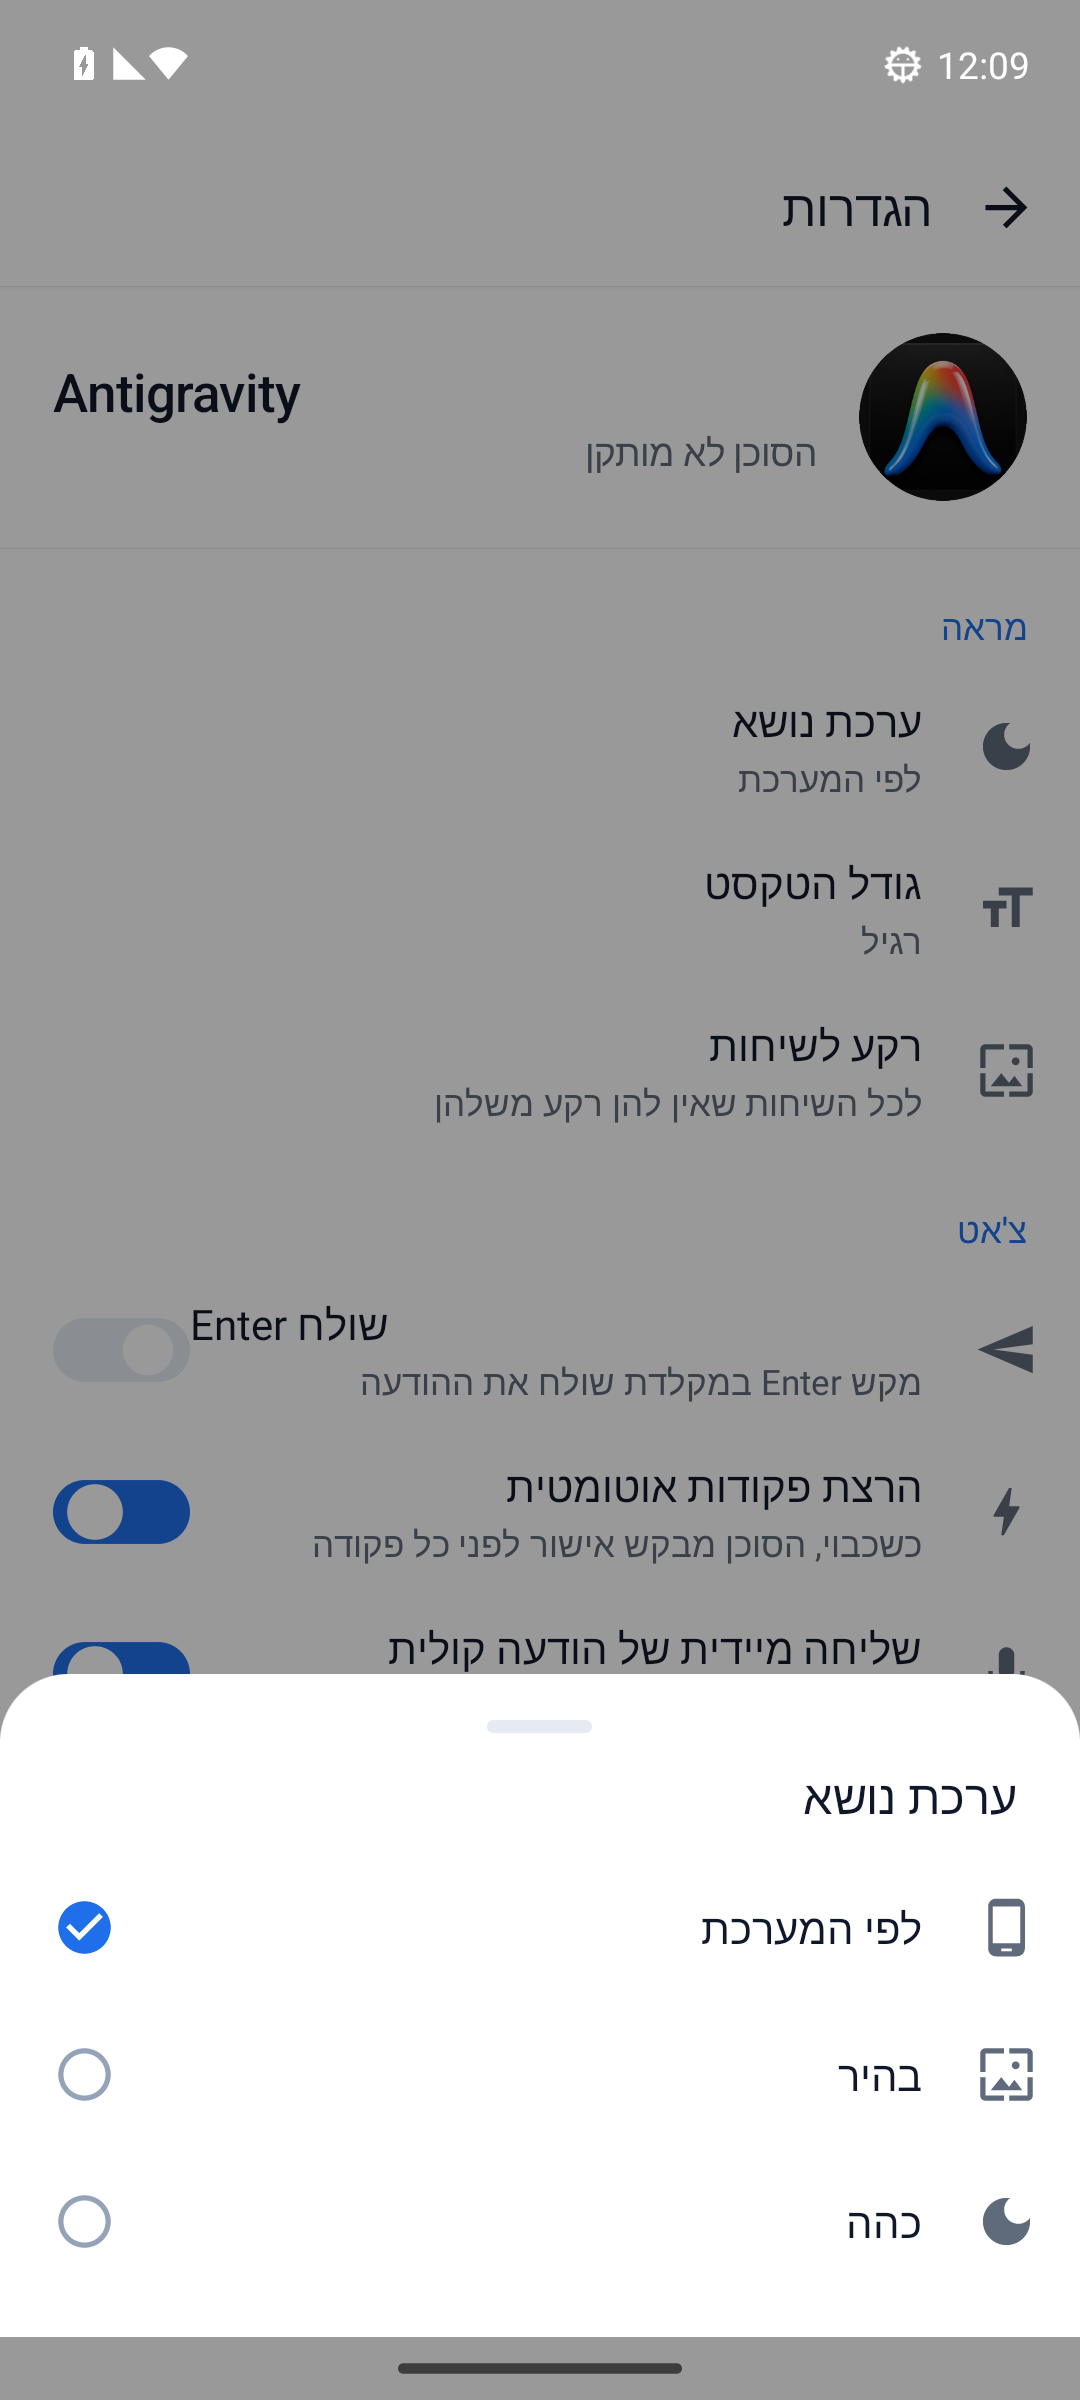 12:09
הגדרות
Antigravity
הסוכן לא מותקן
מראה
ערכת נושא
לפי המערכת
גודל הטקסט
רגיל
רקע לשיחות
לכל השיחות שאין להן רקע משלהן
צ'אט
Enter שולח
מקש Enter במקלדת שולח את ההודעה
הרצת פקודות אוטומטית
כשכבוי, הסוכן מבקש אישור לפני כל פקודה
שליחה מיידית של הודעה קולית
ערכת נושא
לפי המערכת
בהיר
כהה